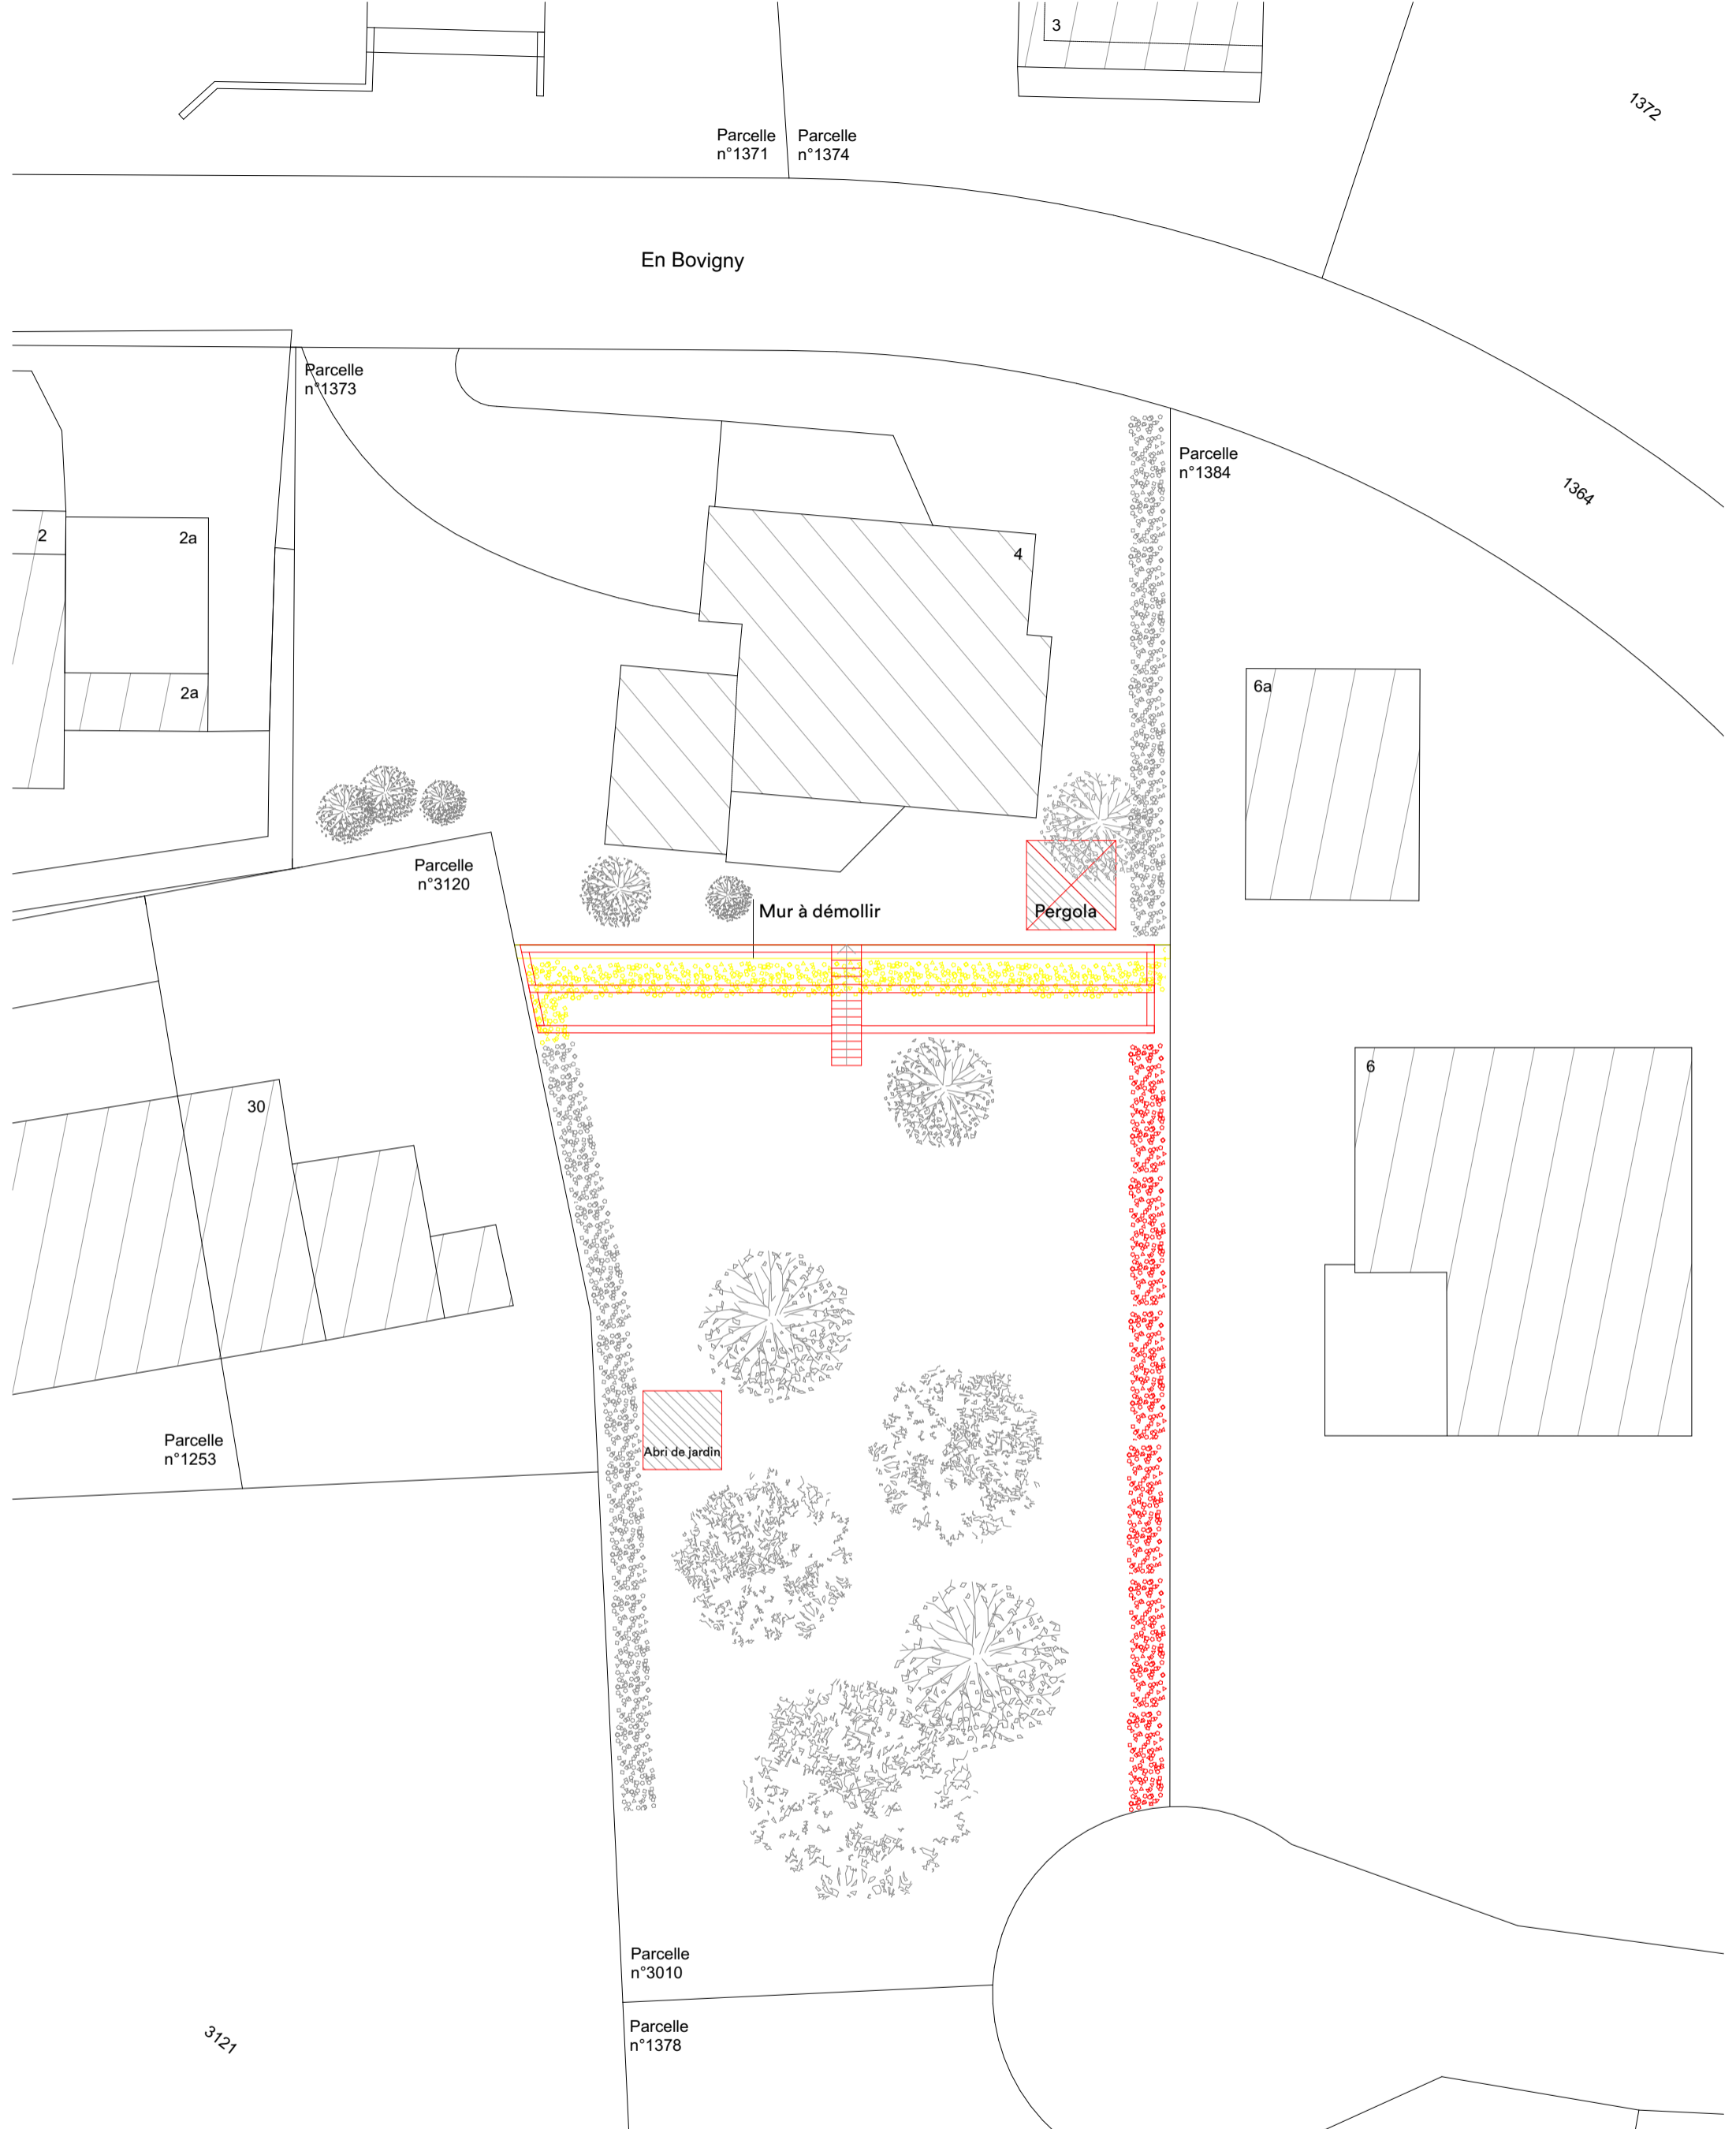 3
1372
Parcelle
n°1371
Parcelle
n°1374
En Bovigny
Parcelle
n°1373
Parcelle
n°1384
1364
2
2a
4
6a
2a
Parcelle
n°3120
Mur à démollir
Pergola
6
30
Abri de jardin
Parcelle
n°1253
Parcelle
n°3010
Parcelle
n°1378
3121